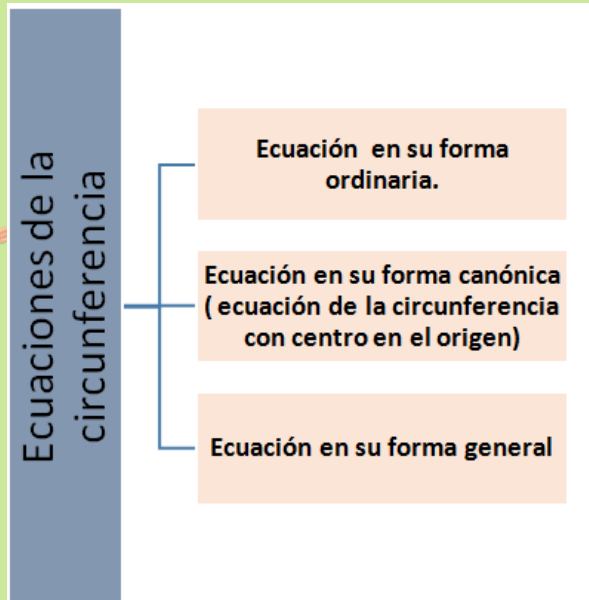 Ecuaciones de la
circunferencia
Ecuación en su forma
ordinaria.
Ecuación en su forma canónica
( ecuación de la circunferencia
con centro en el origen)
Ecuación en su forma general